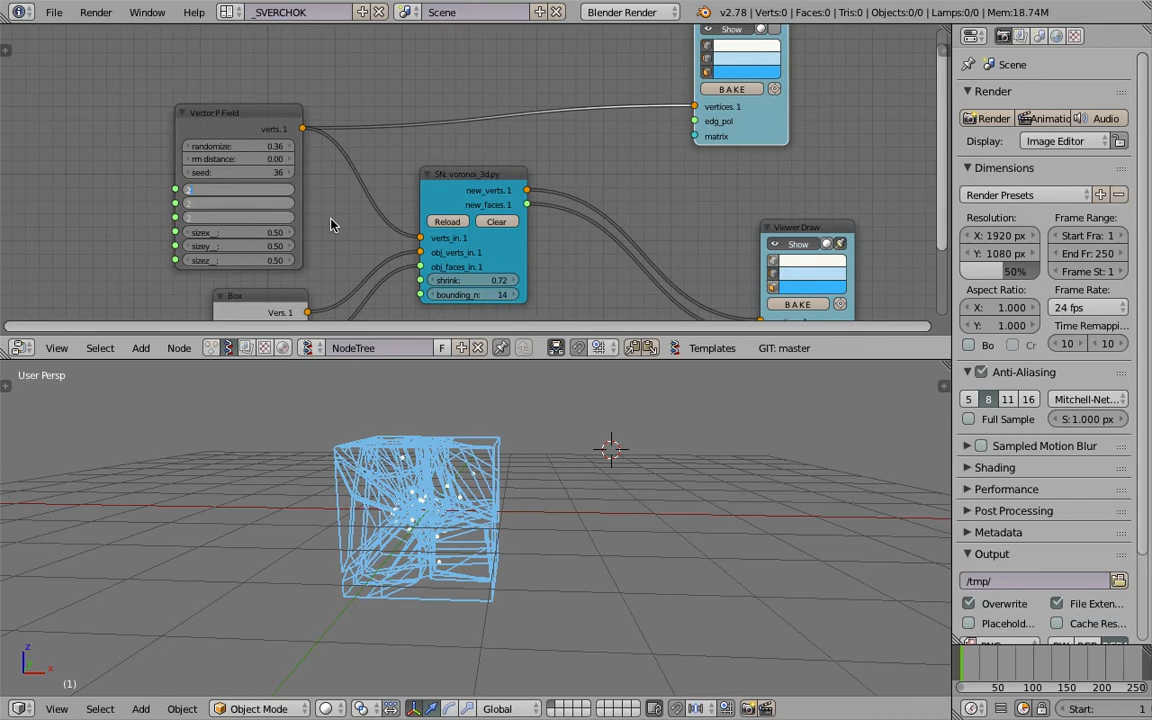 File Render Window Help _SVERCHOK Scene Blender Render v2.78 | Verts:0 | Faces:0 | Tris:0 | Objects:0/0 | Lamps:0/0 | Mem:18.74M
Show
BAKE
vertices. 1
edg_pol
matrix
Vector P Field
verts. 1
randomize: 0.36
rm distance: 0.00
seed: 36
2
2
2
sizex_: 0.50
sizey_: 0.50
sizez_: 0.50
SN: voronoi_3d.py
new_verts. 1
new_faces. 1
Reload Clear
verts_in. 1
obj_verts_in. 1
obj_faces_in. 1
shrink: 0.72
bounding_n: 14
Box
Vers. 1
Viewer Draw
Show
BAKE
View Select Add Node NodeTree F Templates GIT: master
User Persp
z
y
x
(1)
View Select Add Object Object Mode Global
Scene
Render
Render Animatic Audio
Display: Image Editor
Dimensions
Render Presets
Resolution: Frame Range:
X: 1920 px Start Fra: 1
Y: 1080 px End Fr: 250
50% Frame St: 1
Aspect Ratio: Frame Rate:
X: 1.000 24 fps
Y: 1.000 Time Remappi...
Bo Cr 10 10
Anti-Aliasing
5 8 11 16 Mitchell-Net...
Full Sample S: 1.000 px
Sampled Motion Blur
Shading
Performance
Post Processing
Metadata
Output
/tmp/
Overwrite File Exten...
Placehold... Cache Res...
50 100 150 200 250
Start: 1